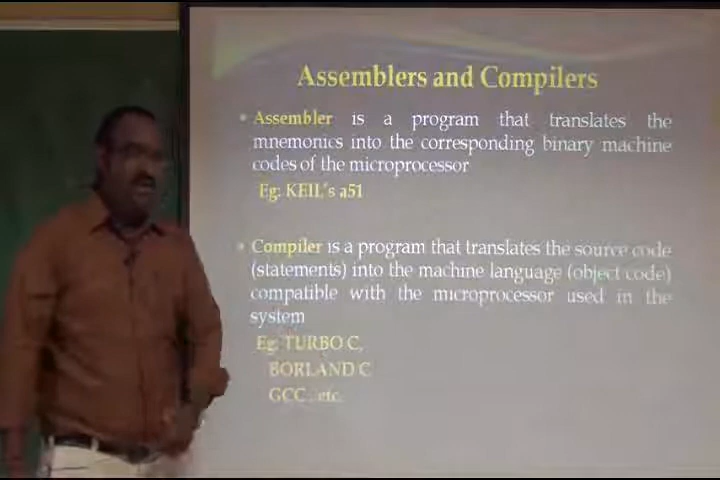 Assemblers and Compilers
Assembler is a program that translates the
mnemonics into the corresponding binary machine
codes of the microprocessor
Eg: KEIL's a51
Compiler is a program that translates the source code
(statements) into the machine language (object code)
compatible with the microprocessor used in the
system
Eg: TURBO C,
BORLAND C
GCC , etc.